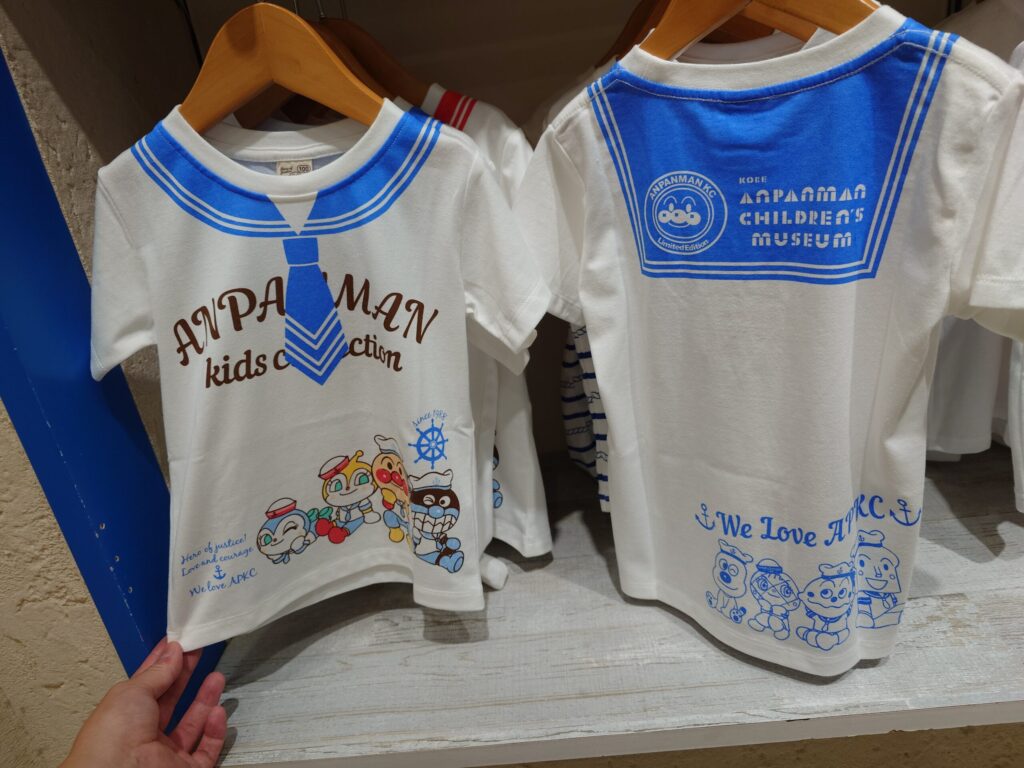 100
ANPANMAN
kids collection
since 1988
Hero of justice!
Love and courage
We love APKC
ANPANMAN KC
Limited Edition
KOBE
ANPANMAN
CHILDREN'S
MUSEUM
We Love APKC